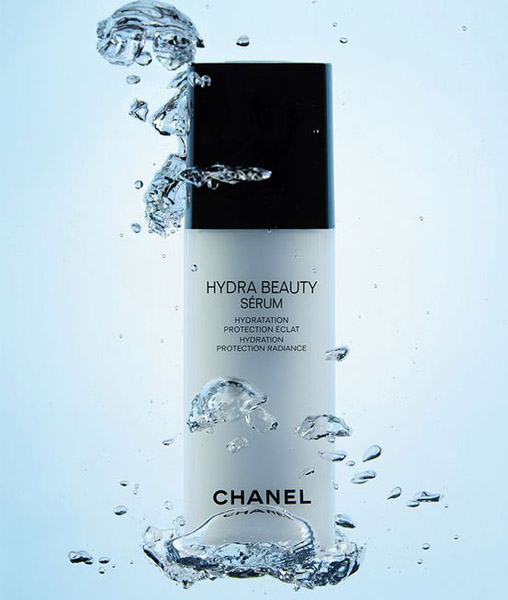 HYDRA BEAUTY
SÉRUM
HYDRATATION
PROTECTION ÉCLAT
HYDRATION
PROTECTION RADIANCE
CHANEL